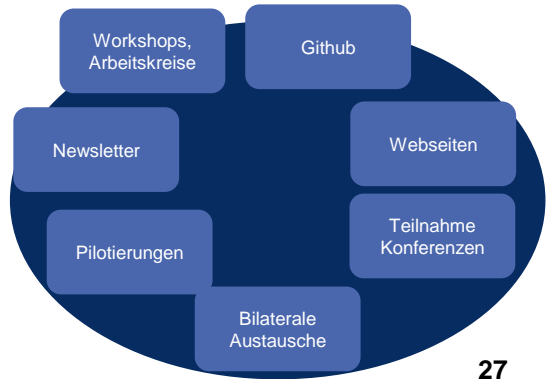 Workshops,
Arbeitskreise
Github
Newsletter
Webseiten
Teilnahme
Konferenzen
Pilotierungen
Bilaterale
Austausche
27